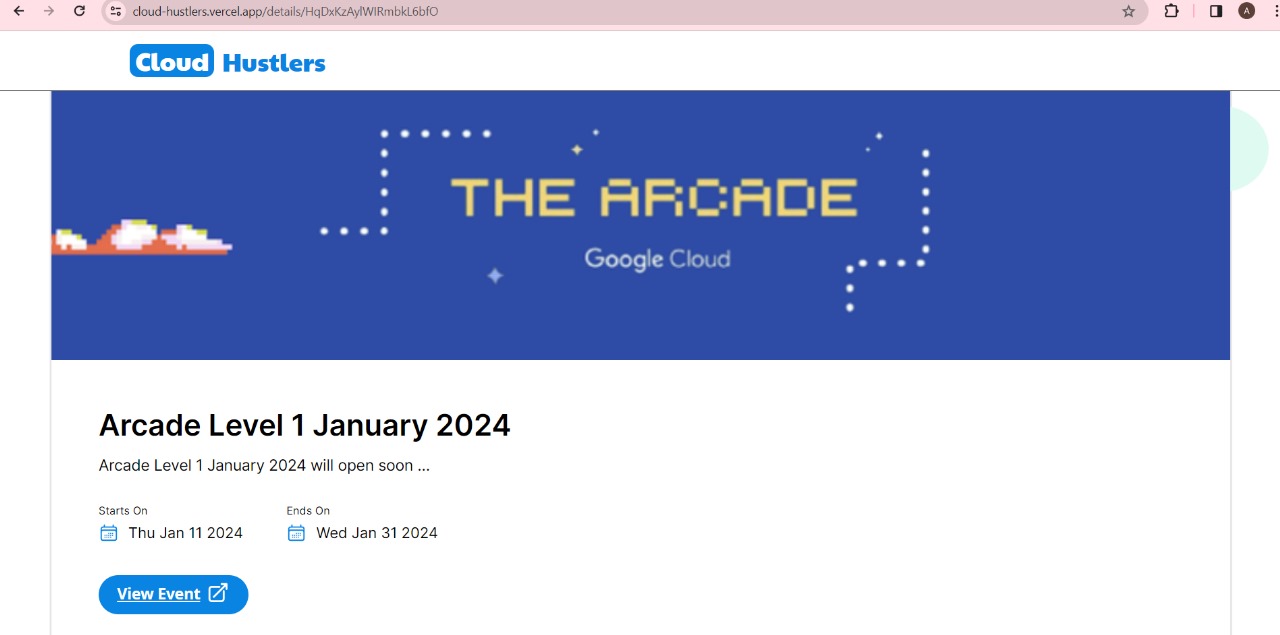 cloud-hustlers.vercel.app/details/HqDxKzAylWIRmbkL6bfO
A
Cloud Hustlers
THE ARCADE
Google Cloud
Arcade Level 1 January 2024
Arcade Level 1 January 2024 will open soon ...
Starts On Ends On
Thu Jan 11 2024 Wed Jan 31 2024
View Event